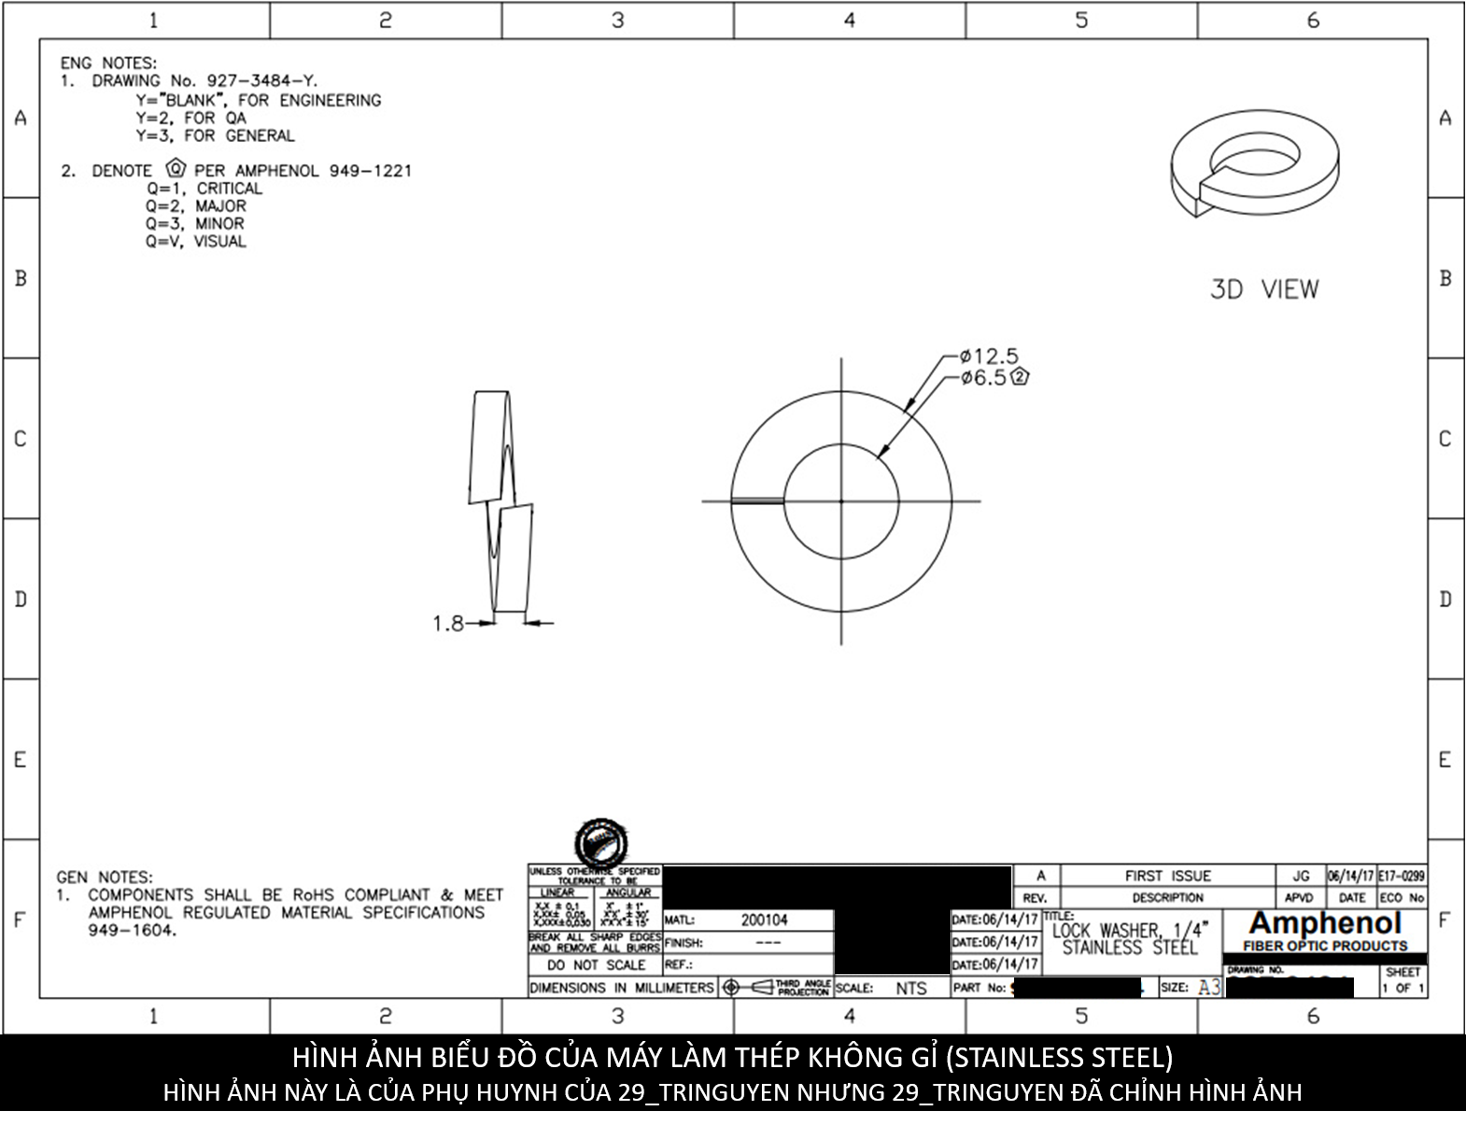 1 2 3 4 5 6
A A
B B
C C
D D
E E
F F
ENG NOTES:
1. DRAWING No. 927-3484-Y.
Y="BLANK", FOR ENGINEERING
Y=2, FOR QA
Y=3, FOR GENERAL
2. DENOTE Q PER AMPHENOL 949-1221
Q=1, CRITICAL
Q=2, MAJOR
Q=3, MINOR
Q=V, VISUAL
3D VIEW
ø12.5
ø6.5 2
1.8
GEN NOTES:
1. COMPONENTS SHALL BE RoHS COMPLIANT & MEET
AMPHENOL REGULATED MATERIAL SPECIFICATIONS
949-1604.
UNLESS OTHERWISE SPECIFIED
TOLERANCE TO BE
LINEAR ANGULAR
X.X ± 0.1 X° ± 1°
X.XX± 0.05 X°X' ± 30'
X.XXX±0.030 X°X'X"± 15"
BREAK ALL SHARP EDGES
AND REMOVE ALL BURRS
DO NOT SCALE
DIMENSIONS IN MILLIMETERS
MATL: 200104
FINISH: ---
REF.:
THIRD ANGLE
PROJECTION
SCALE: NTS
A FIRST ISSUE JG 06/14/17 E17-0299
REV. DESCRIPTION APVD DATE ECO No
DATE:06/14/17
DATE:06/14/17
DATE:06/14/17
TITLE:
LOCK WASHER, 1/4"
STAINLESS STEEL
Amphenol
FIBER OPTIC PRODUCTS
PART No:
SIZE: A3
DRAWING NO.
SHEET
1 OF 1
1 2 3 4 5 6
HÌNH ẢNH BIỂU ĐỒ CỦA MÁY LÀM THÉP KHÔNG GỈ (STAINLESS STEEL)
HÌNH ẢNH NÀY LÀ CỦA PHỤ HUYNH CỦA 29_TRINGUYEN NHƯNG 29_TRINGUYEN ĐÃ CHỈNH HÌNH ẢNH